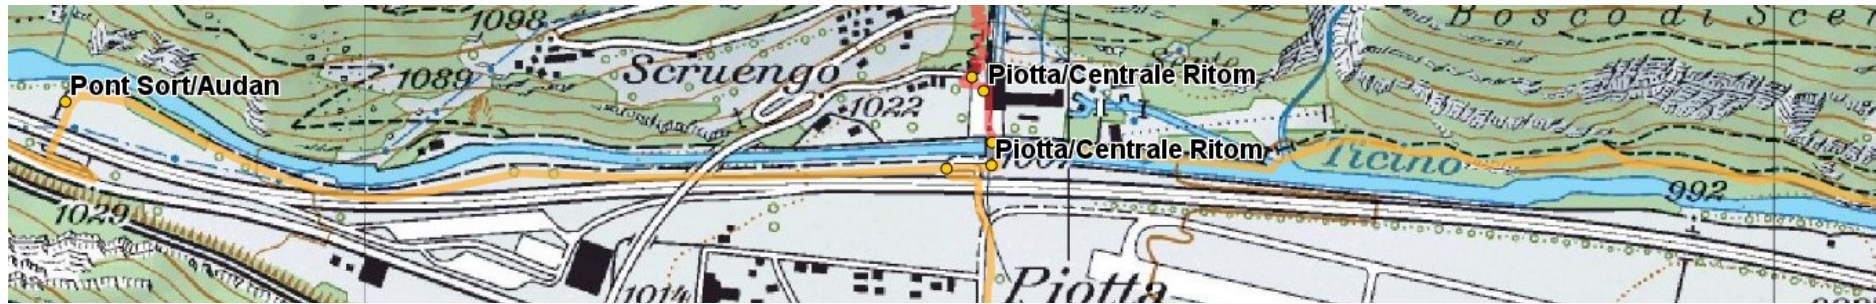 1098
Bosco di Sce
Scruengo
Piotta/Centrale Ritom
1089
Pont Sort/Audan
1022
Piotta/Centrale Ritom
Ticino
992
1029
1014
Piotta